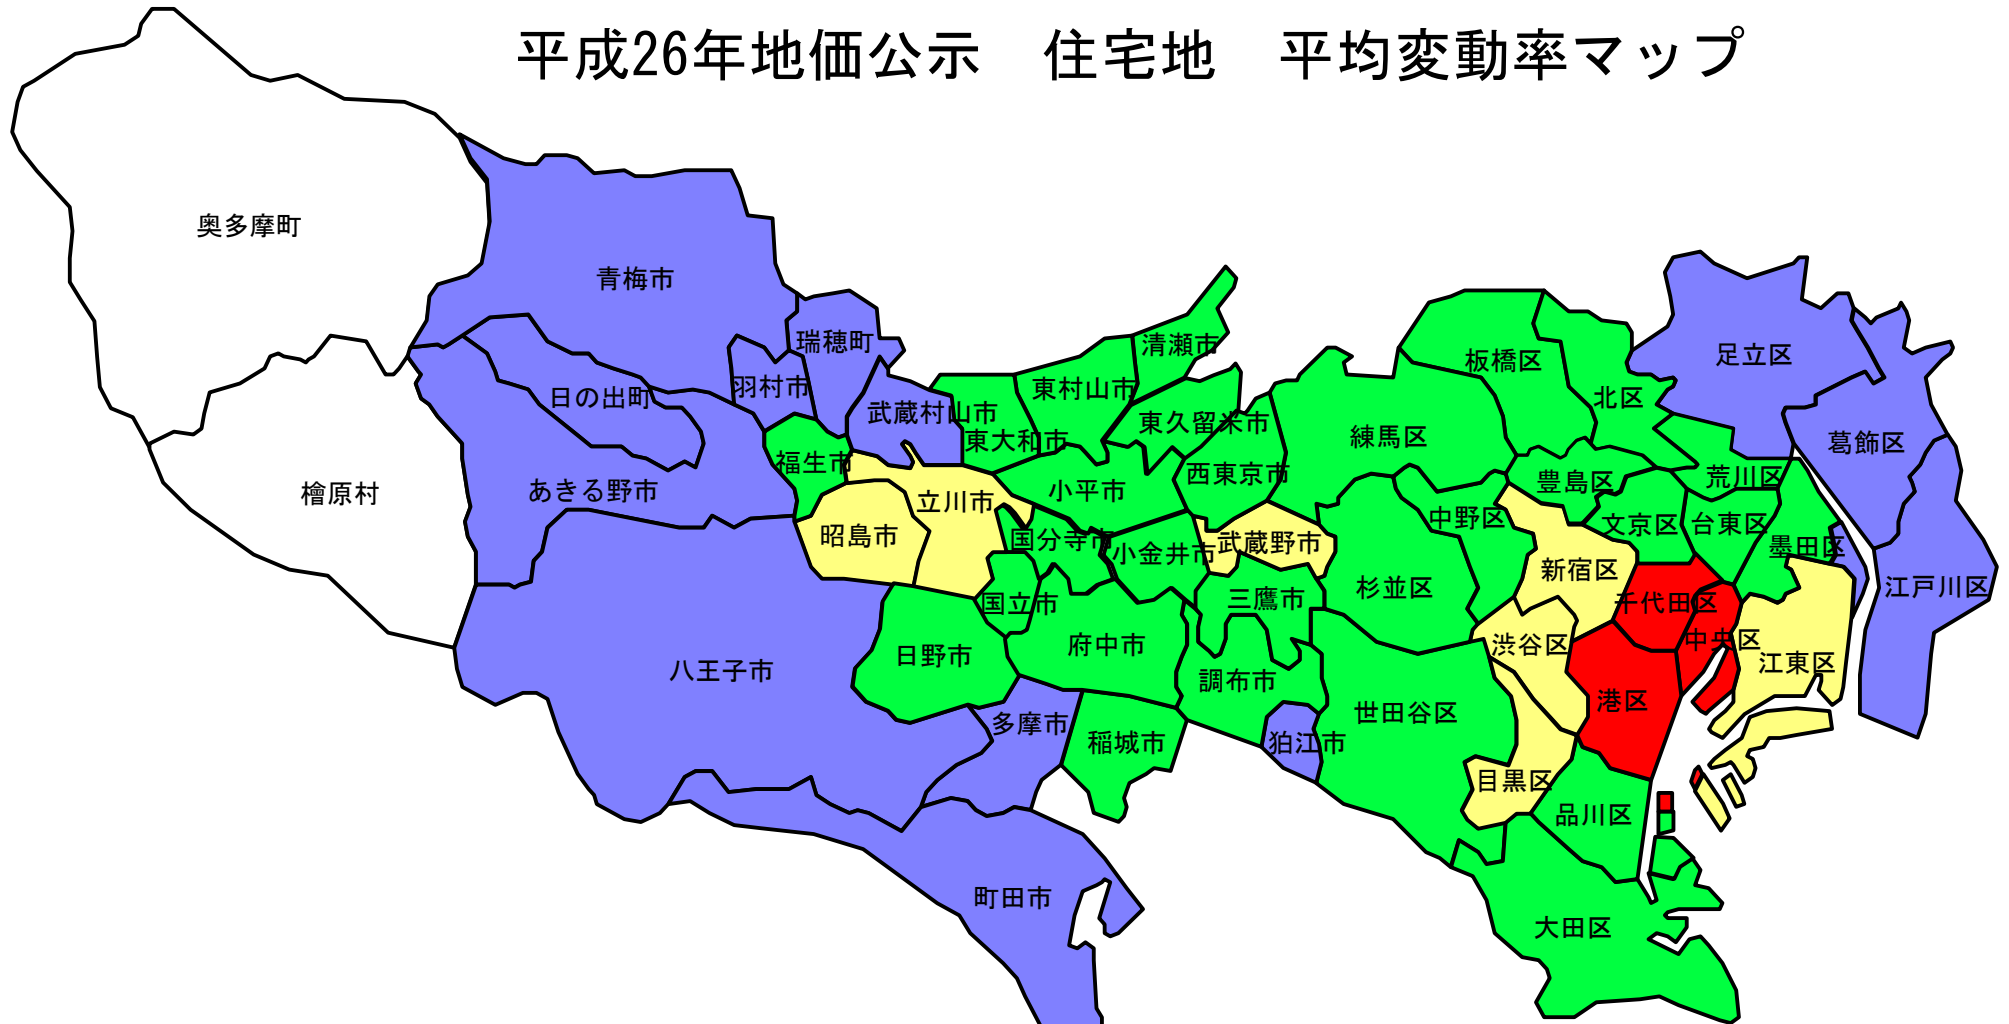 平成26年地価公示　住宅地　平均変動率マップ
奥多摩町
青梅市
瑞穂町
清瀬市
足立区
板橋区
羽村市
東村山市
日の出町
北区
武蔵村山市
東久留米市
練馬区
東大和市
葛飾区
福生市
西東京市
荒川区
豊島区
檜原村
あきる野市
小平市
立川市
中野区
文京区
台東区
昭島市
国分寺市
小金井市
武蔵野市
墨田区
新宿区
杉並区
江戸川区
三鷹市
国立市
千代田区
府中市
渋谷区
中央区
日野市
江東区
八王子市
調布市
港区
世田谷区
多摩市
稲城市
狛江市
目黒区
品川区
町田市
大田区